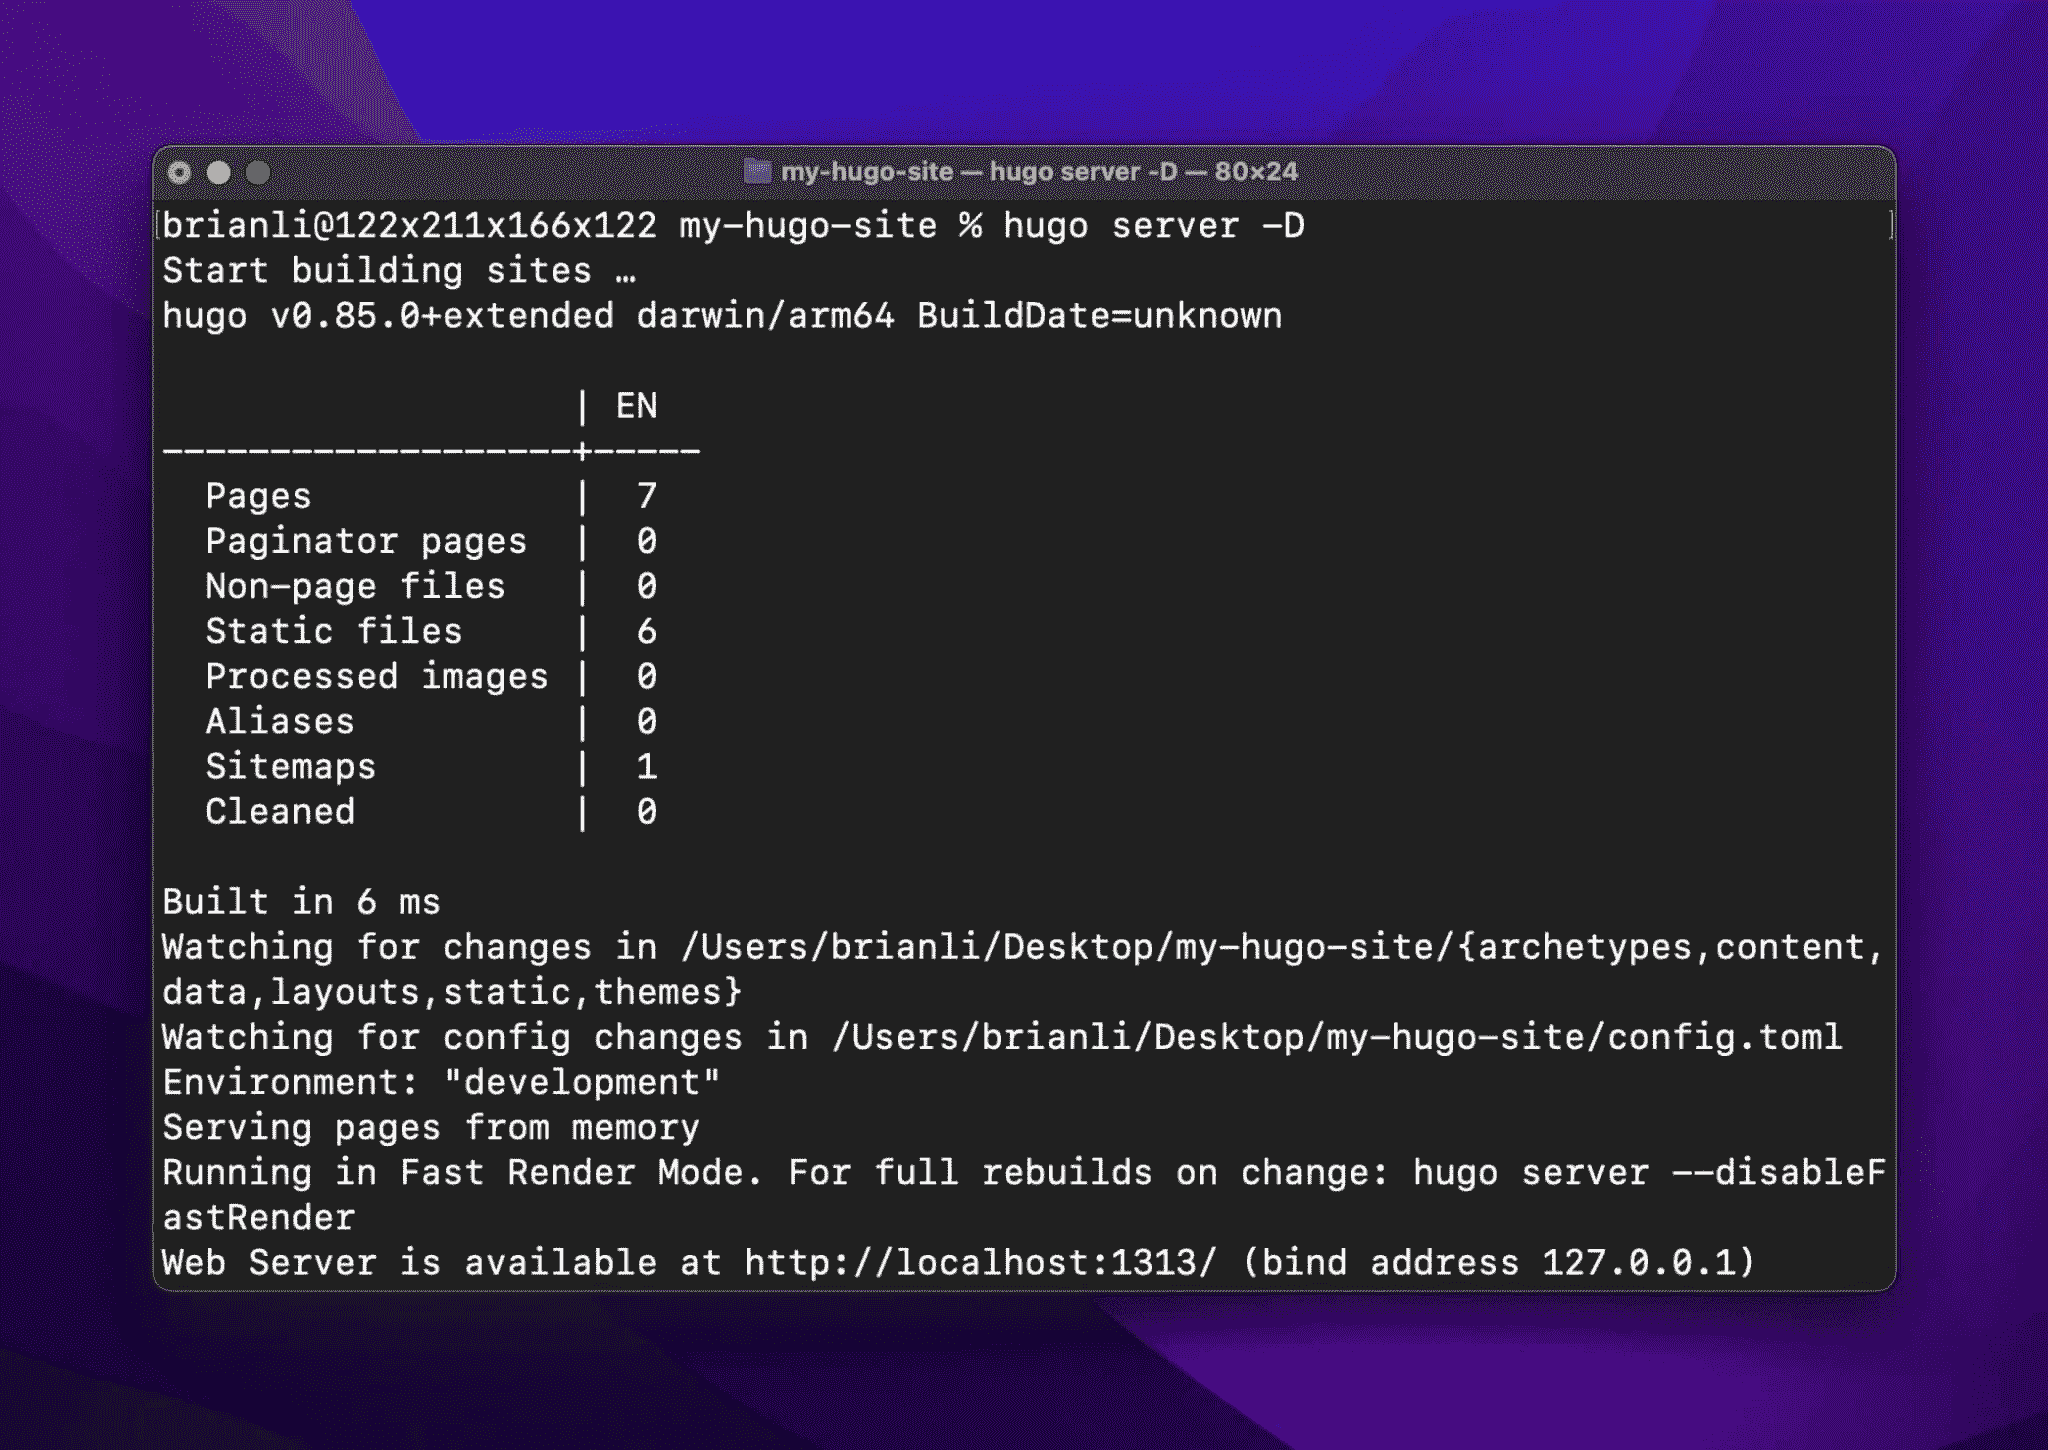 my-hugo-site — hugo server -D — 80×24
brianli@122x211x166x122 my-hugo-site % hugo server -D
Start building sites …
hugo v0.85.0+extended darwin/arm64 BuildDate=unknown
                   | EN
-------------------+-----
  Pages            |  7
  Paginator pages  |  0
  Non-page files   |  0
  Static files     |  6
  Processed images |  0
  Aliases          |  0
  Sitemaps         |  1
  Cleaned          |  0
Built in 6 ms
Watching for changes in /Users/brianli/Desktop/my-hugo-site/{archetypes,content,
data,layouts,static,themes}
Watching for config changes in /Users/brianli/Desktop/my-hugo-site/config.toml
Environment: "development"
Serving pages from memory
Running in Fast Render Mode. For full rebuilds on change: hugo server --disableF
astRender
Web Server is available at http://localhost:1313/ (bind address 127.0.0.1)